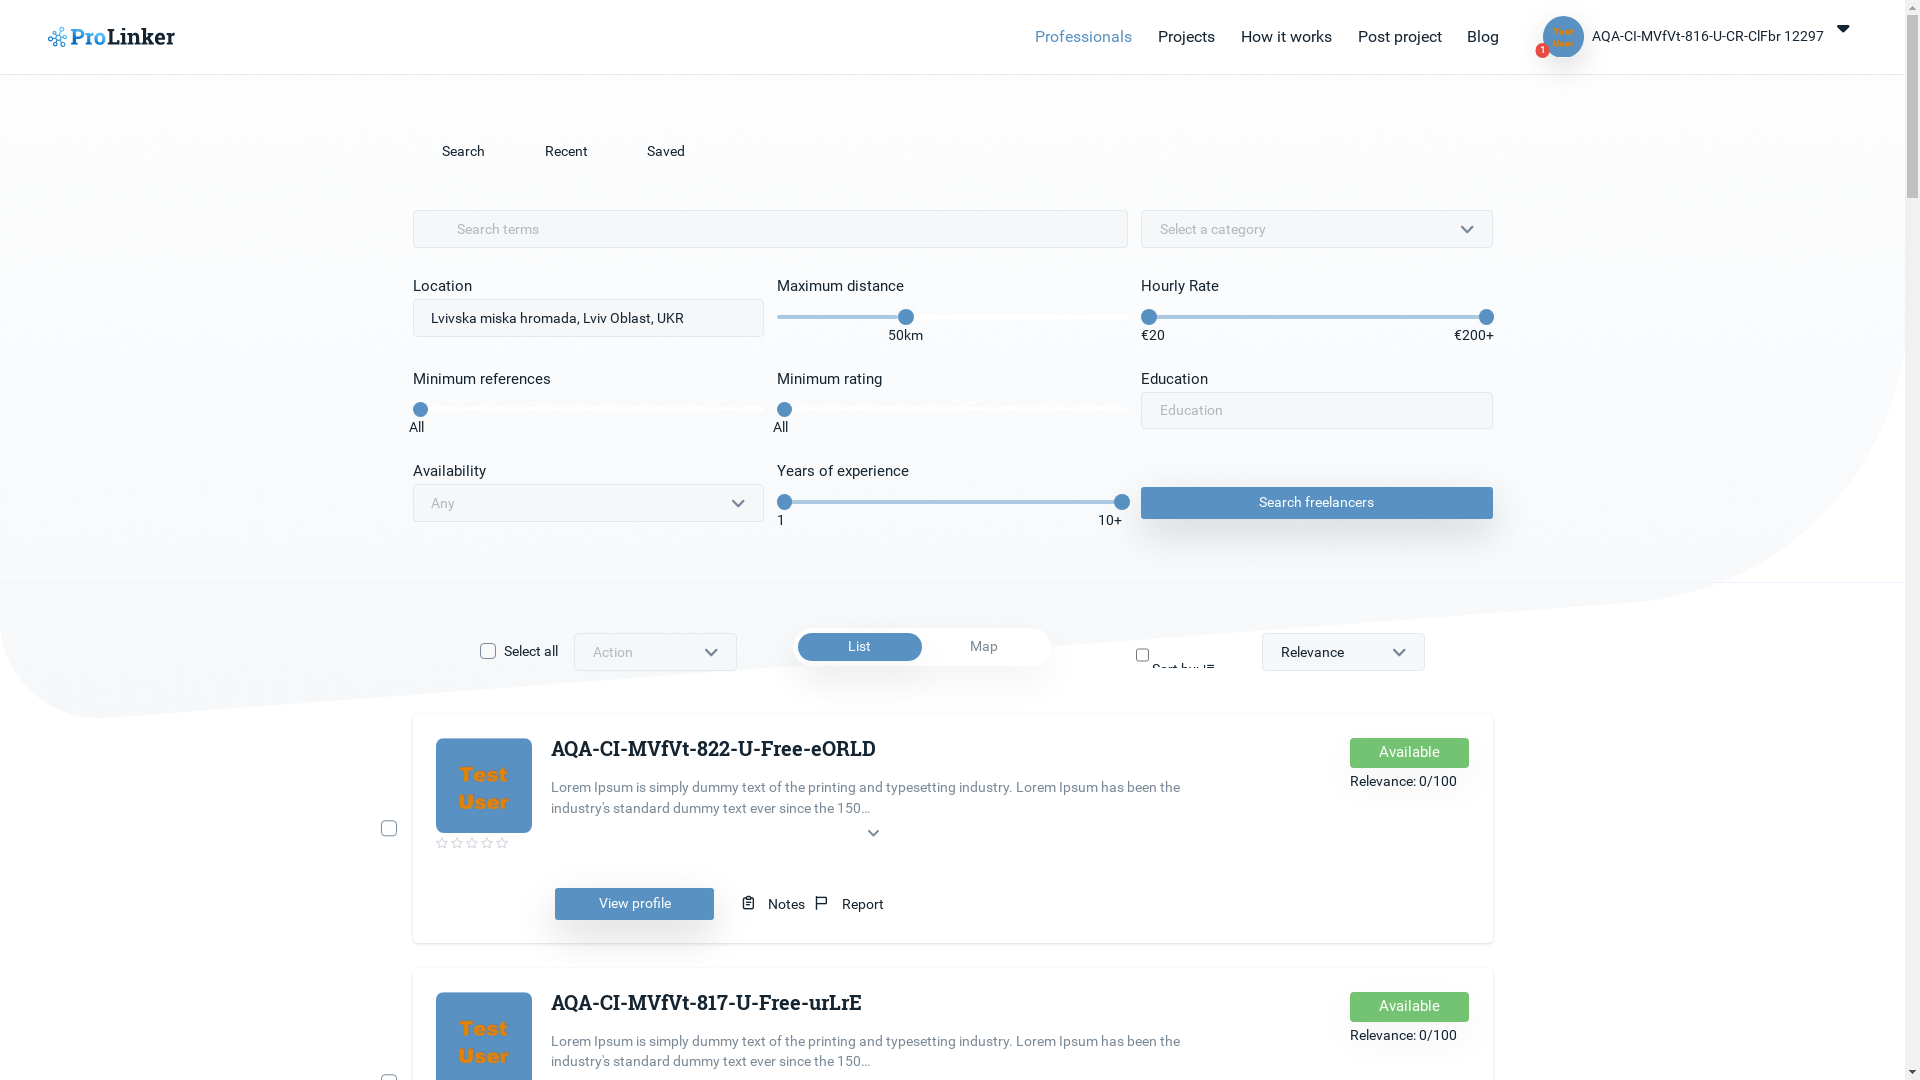 ProLinker
Professionals
Projects
How it works
Post project
Blog
Test
User
1
AQA-CI-MVfVt-816-U-CR-ClFbr 12297
Search
Recent
Saved
Search terms
Select a category
Location
Maximum distance
Hourly Rate
Lvivska miska hromada, Lviv Oblast, UKR
50km
€20
€200+
Minimum references
Minimum rating
Education
All
All
Education
Availability
Years of experience
Any
1
10+
Search freelancers
Select all
Action
List
Map
Sort by:
Relevance
Test
User
AQA-CI-MVfVt-822-U-Free-eORLD
Available
Relevance: 0/100
Lorem Ipsum is simply dummy text of the printing and typesetting industry. Lorem Ipsum has been the
industry's standard dummy text ever since the 150...
View profile
Notes
Report
Test
User
AQA-CI-MVfVt-817-U-Free-urLrE
Available
Relevance: 0/100
Lorem Ipsum is simply dummy text of the printing and typesetting industry. Lorem Ipsum has been the
industry's standard dummy text ever since the 150...